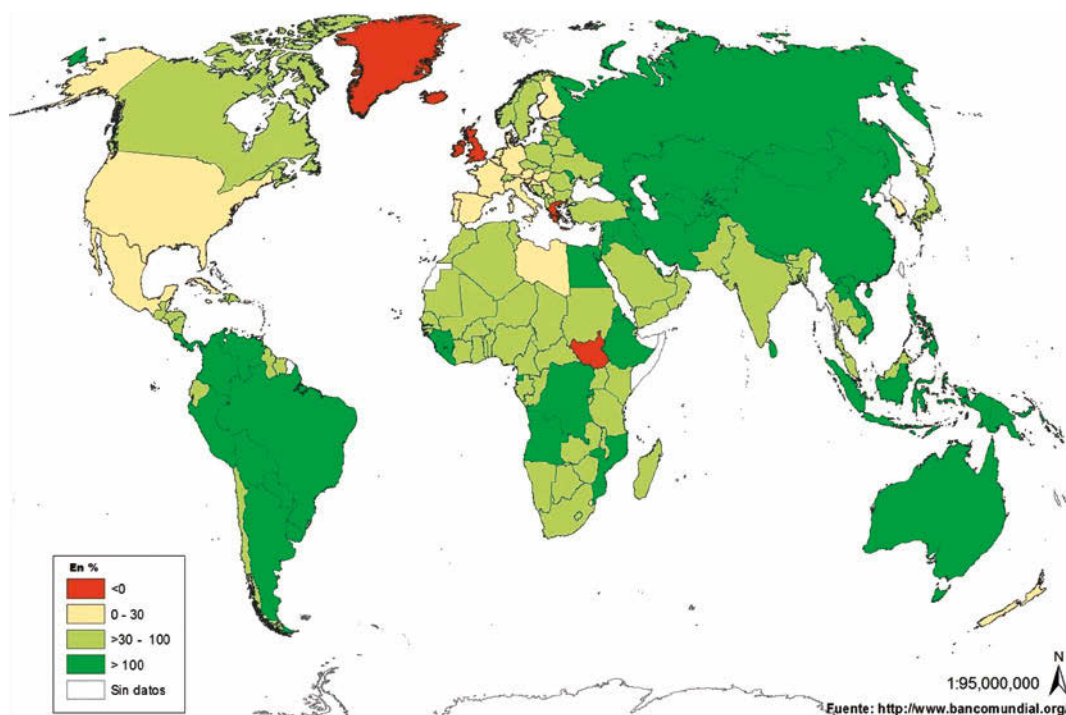 En %
<0
0 - 30
>30 - 100
> 100
Sin datos
N
1:95,000,000
Fuente: http://www.bancomundial.org/